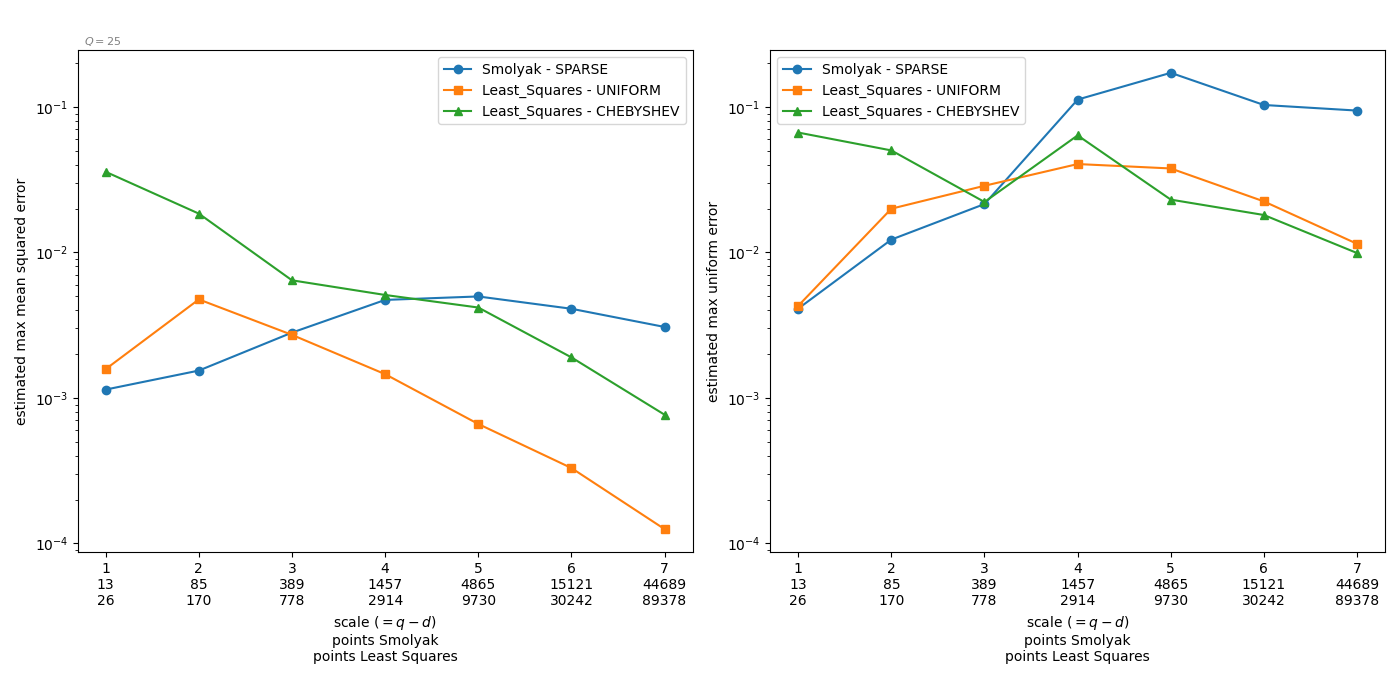 Q = 25
estimated max mean squared error
10⁻¹
10⁻²
10⁻³
10⁻⁴
Smolyak - SPARSE
Least_Squares - UNIFORM
Least_Squares - CHEBYSHEV
1 2 3 4 5 6 7
13 85 389 1457 4865 15121 44689
26 170 778 2914 9730 30242 89378
scale (= q − d)
points Smolyak
points Least Squares
estimated max uniform error
10⁻¹
10⁻²
10⁻³
10⁻⁴
Smolyak - SPARSE
Least_Squares - UNIFORM
Least_Squares - CHEBYSHEV
1 2 3 4 5 6 7
13 85 389 1457 4865 15121 44689
26 170 778 2914 9730 30242 89378
scale (= q − d)
points Smolyak
points Least Squares